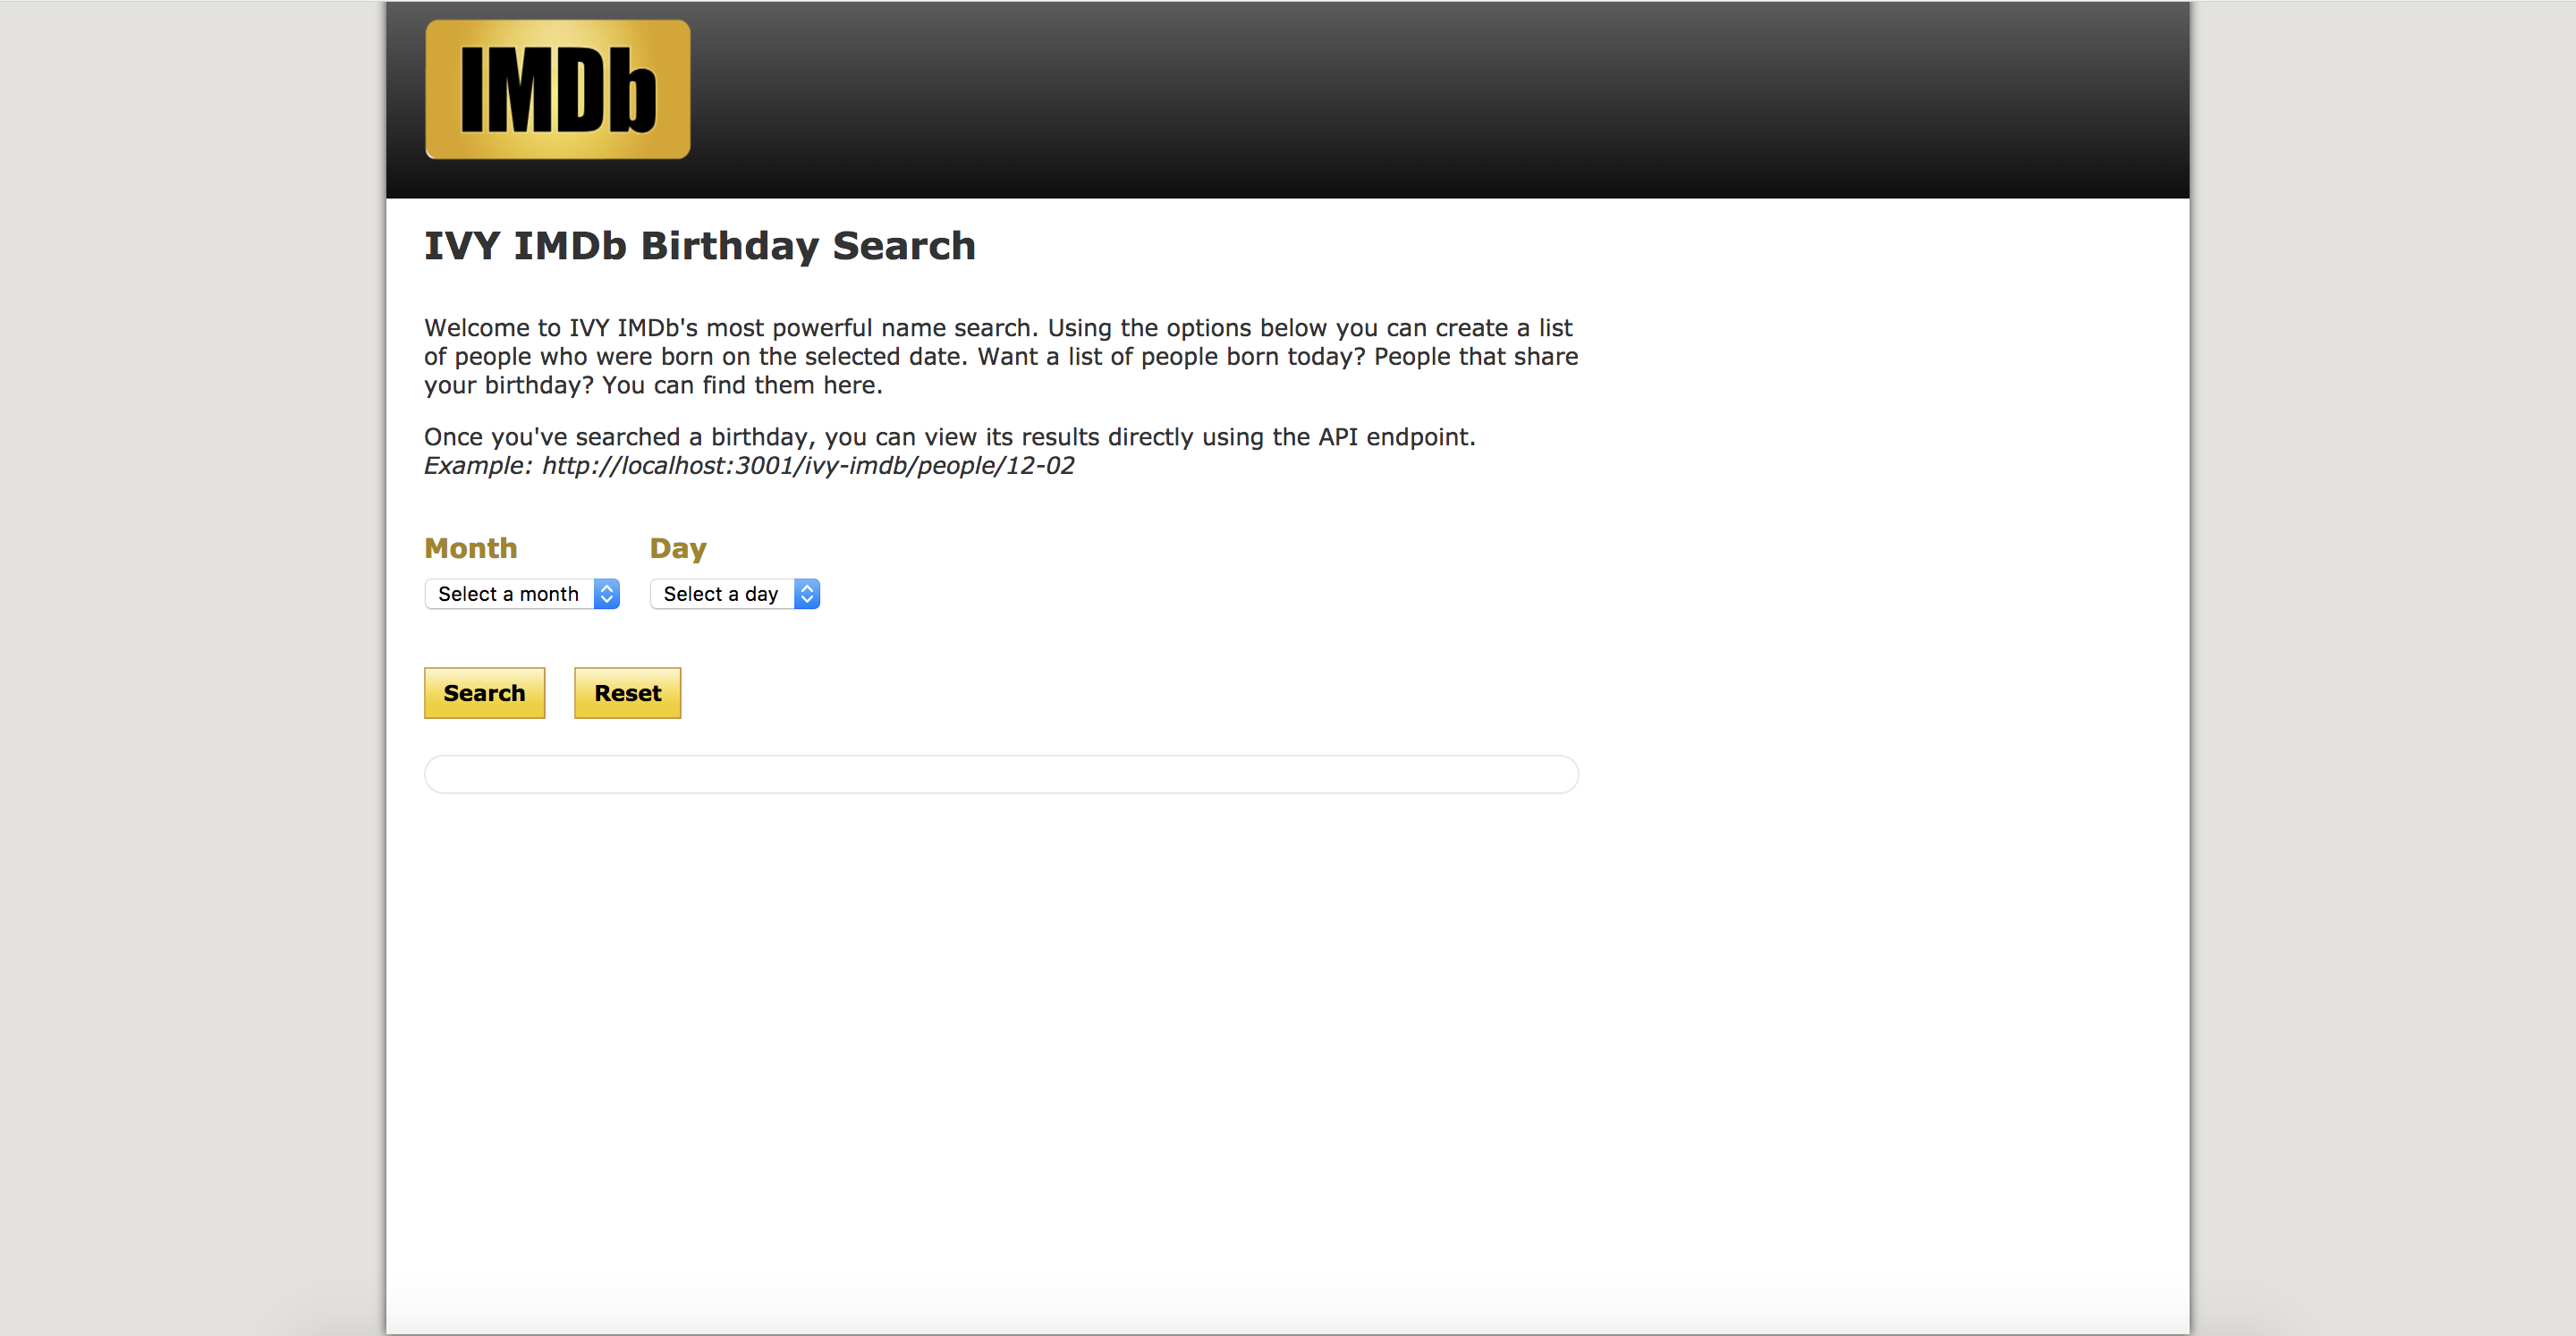 IMDb
IVY IMDb Birthday Search
Welcome to IVY IMDb's most powerful name search. Using the options below you can create a list
of people who were born on the selected date. Want a list of people born today? People that share
your birthday? You can find them here.
Once you've searched a birthday, you can view its results directly using the API endpoint.
Example: http://localhost:3001/ivy-imdb/people/12-02
Month Day
Select a month Select a day
Search Reset